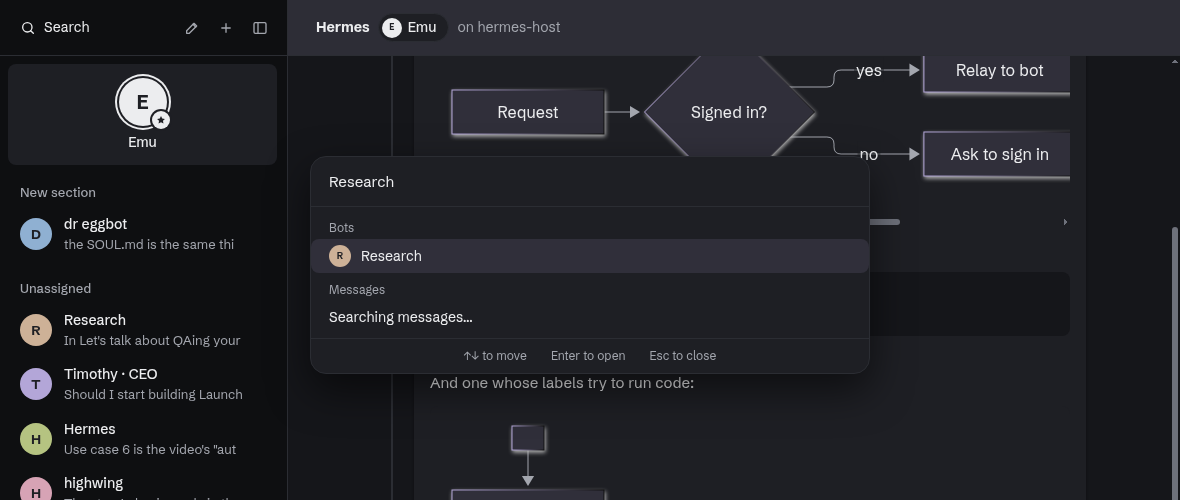 Search
Hermes E Emu on hermes-host
E
Emu
New section
D
dr eggbot
the SOUL.md is the same thi
Unassigned
R
Research
In Let's talk about QAing your
T
Timothy · CEO
Should I start building Launch
H
Hermes
Use case 6 is the video's "aut
H
highwing
Request
Signed in?
yes
Relay to bot
no
Ask to sign in
Research
Bots
R Research
Messages
Searching messages...
↑↓ to move Enter to open Esc to close
And one whose labels try to run code: